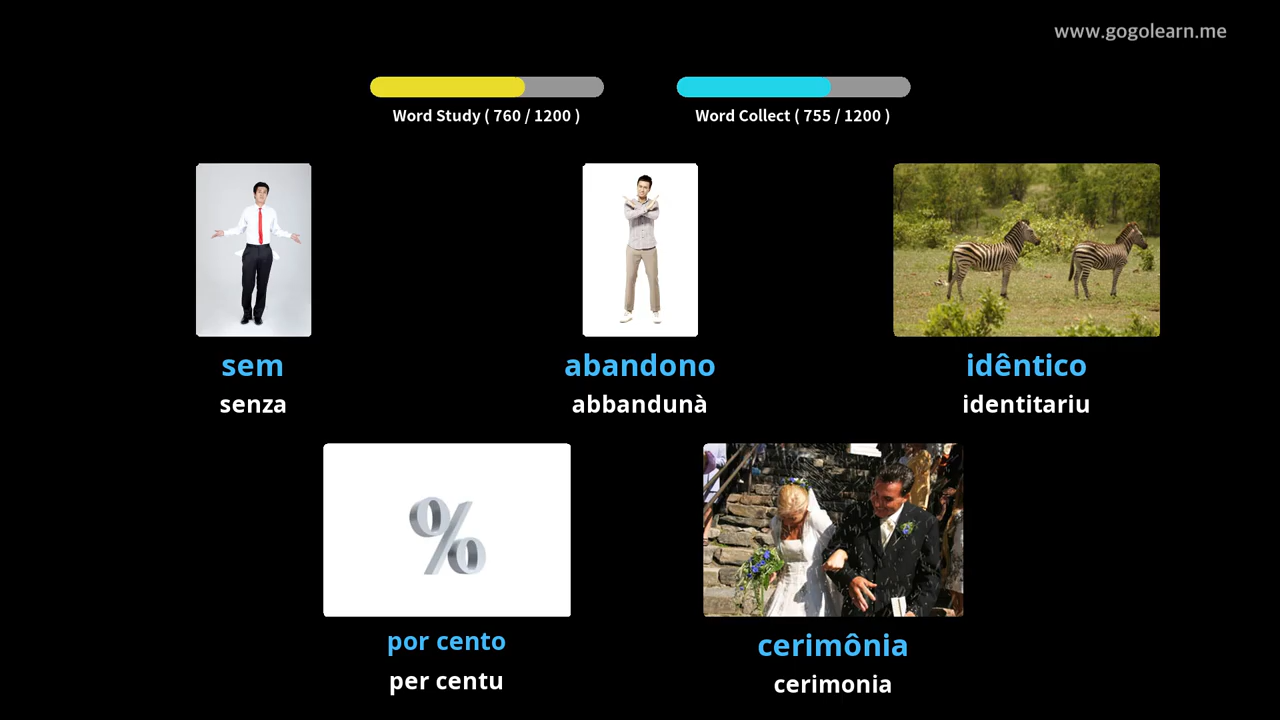 www.gogolearn.me
Word Study ( 760 / 1200 )
Word Collect ( 755 / 1200 )
sem
senza
abandono
abbandunà
idêntico
identitariu
por cento
per centu
cerimônia
cerimonia